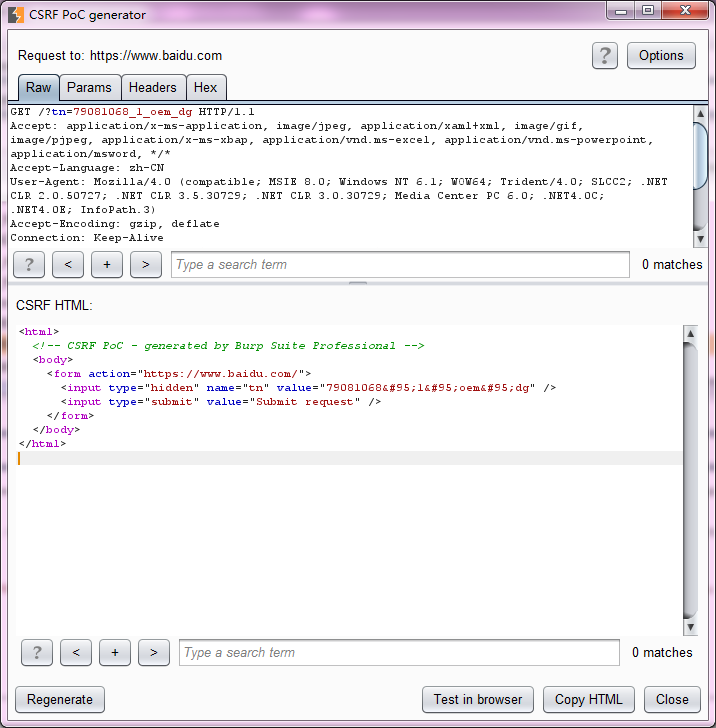 CSRF PoC generator
Request to: https://www.baidu.com
? Options
Raw Params Headers Hex
GET /?tn=79081068_1_oem_dg HTTP/1.1
Accept: application/x-ms-application, image/jpeg, application/xaml+xml, image/gif,
image/pjpeg, application/x-ms-xbap, application/vnd.ms-excel, application/vnd.ms-powerpoint,
application/msword, */*
Accept-Language: zh-CN
User-Agent: Mozilla/4.0 (compatible; MSIE 8.0; Windows NT 6.1; WOW64; Trident/4.0; SLCC2; .NET
CLR 2.0.50727; .NET CLR 3.5.30729; .NET CLR 3.0.30729; Media Center PC 6.0; .NET4.0C;
.NET4.0E; InfoPath.3)
Accept-Encoding: gzip, deflate
Connection: Keep-Alive
? < + > Type a search term 0 matches
CSRF HTML:
<html>
  <!-- CSRF PoC - generated by Burp Suite Professional -->
  <body>
    <form action="https://www.baidu.com/">
      <input type="hidden" name="tn" value="79081068&#95;1&#95;oem&#95;dg" />
      <input type="submit" value="Submit request" />
    </form>
  </body>
</html>
? < + > Type a search term 0 matches
Regenerate Test in browser Copy HTML Close